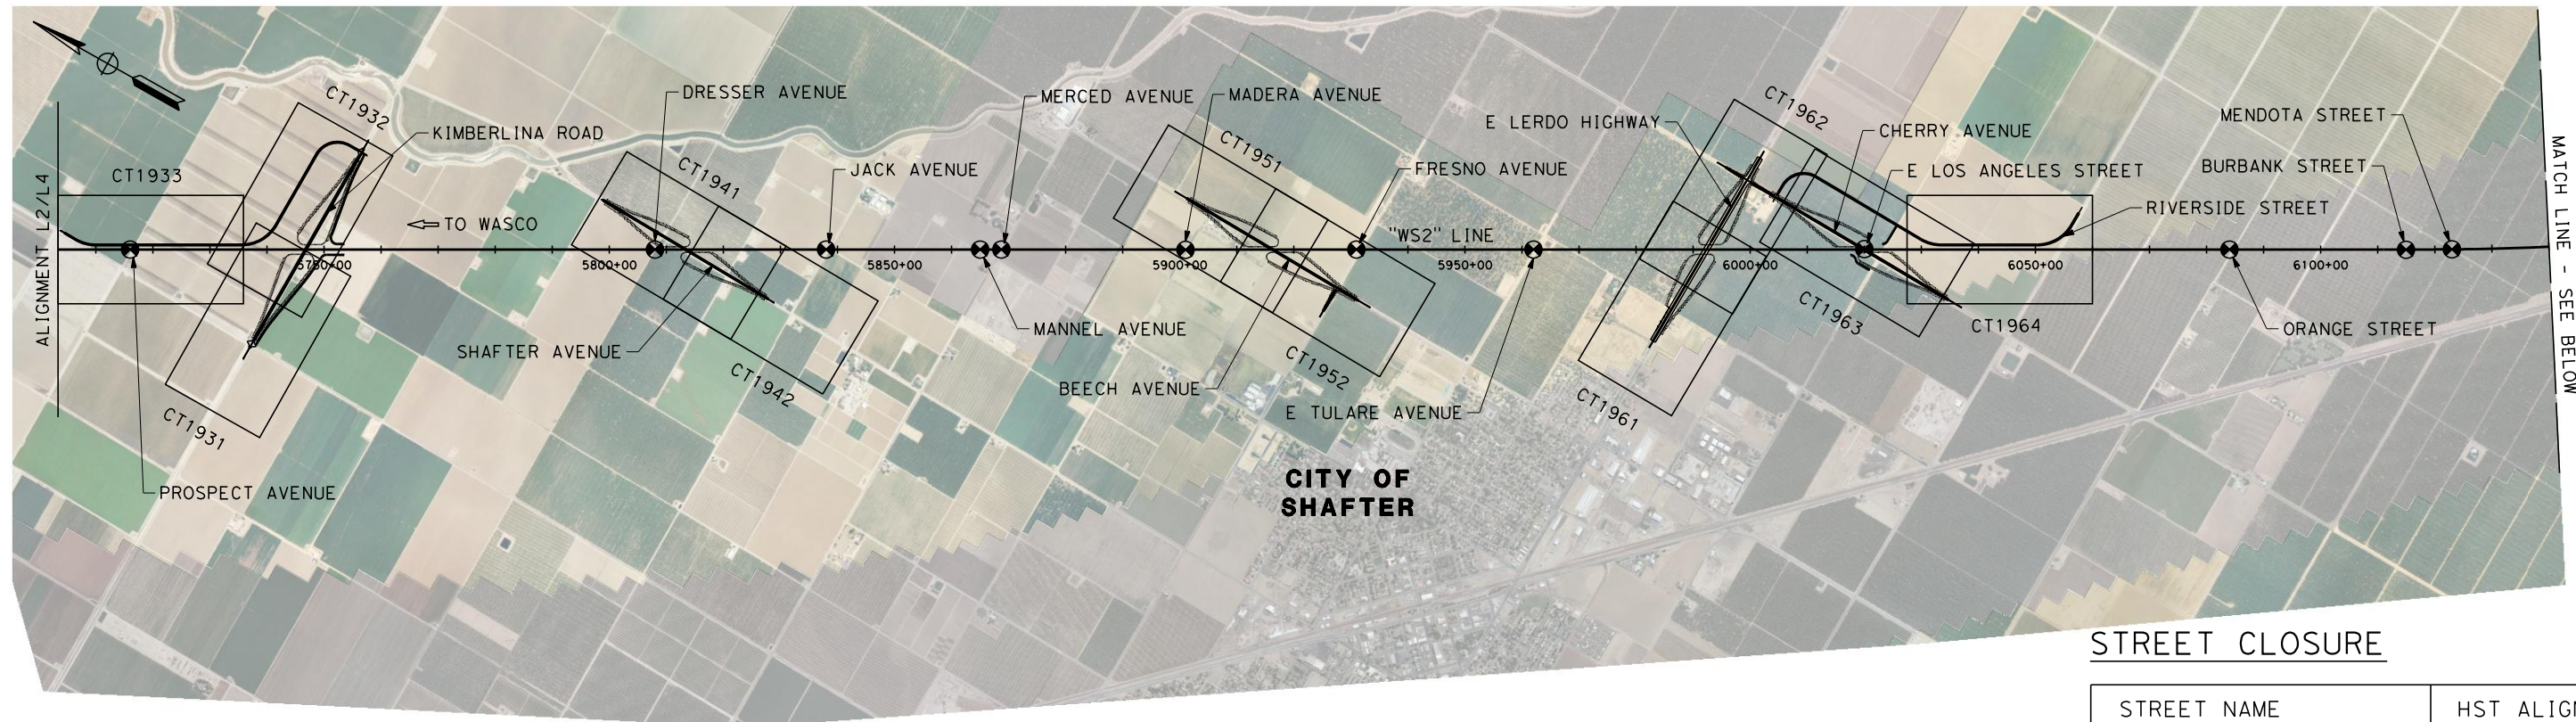 DRESSER AVENUE
MERCED AVENUE
MADERA AVENUE
CT1932
CT1962
MENDOTA STREET
KIMBERLINA ROAD
E LERDO HIGHWAY
CHERRY AVENUE
CT1941
CT1951
CT1933
JACK AVENUE
FRESNO AVENUE
E LOS ANGELES STREET
BURBANK STREET
MATCH LINE - SEE BELOW
ALIGNMENT L2/L4
TO WASCO
"WS2" LINE
RIVERSIDE STREET
5750+00
5800+00
5850+00
5900+00
5950+00
6000+00
6050+00
6100+00
CT1963
CT1964
ORANGE STREET
MANNEL AVENUE
SHAFTER AVENUE
CT1942
CT1952
BEECH AVENUE
E TULARE AVENUE
CT1961
CT1931
PROSPECT AVENUE
CITY OF
SHAFTER
STREET CLOSURE
STREET NAME
HST